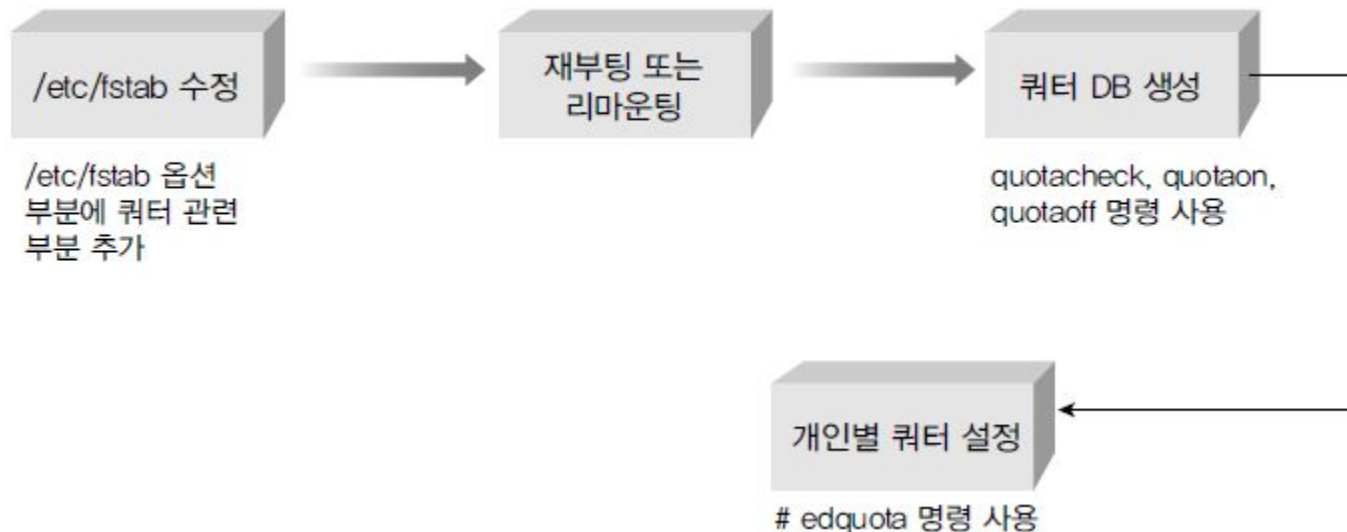 /etc/fstab 수정
/etc/fstab 옵션
부분에 쿼터 관련
부분 추가
재부팅 또는
리마운팅
쿼터 DB 생성
quotacheck, quotaon,
quotaoff 명령 사용
개인별 쿼터 설정
# edquota 명령 사용